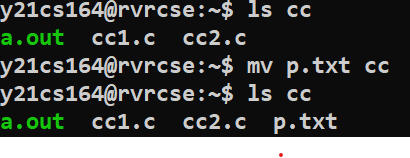 y21cs164@rvrcse:~$ ls cc
a.out  cc1.c  cc2.c
y21cs164@rvrcse:~$ mv p.txt cc
y21cs164@rvrcse:~$ ls cc
a.out  cc1.c  cc2.c  p.txt